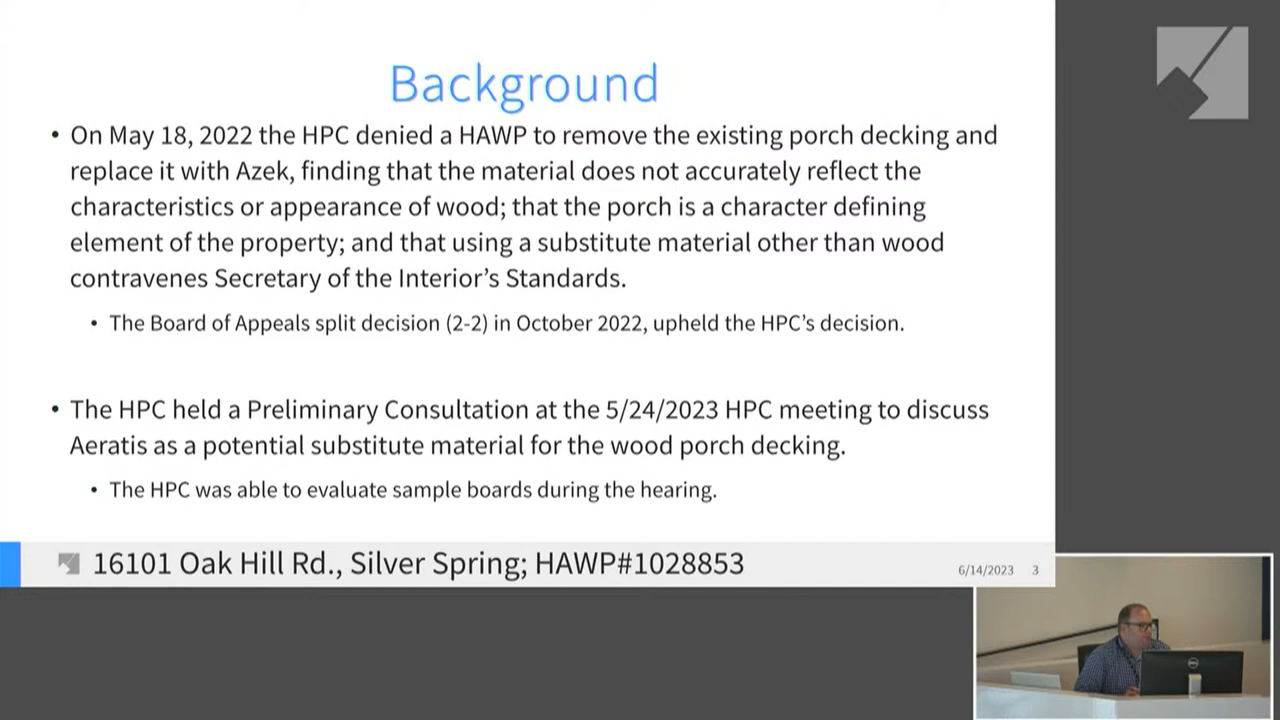 Background
• On May 18, 2022 the HPC denied a HAWP to remove the existing porch decking and
replace it with Azek, finding that the material does not accurately reflect the
characteristics or appearance of wood; that the porch is a character defining
element of the property; and that using a substitute material other than wood
contravenes Secretary of the Interior's Standards.
• The Board of Appeals split decision (2-2) in October 2022, upheld the HPC's decision.
• The HPC held a Preliminary Consultation at the 5/24/2023 HPC meeting to discuss
Aeratis as a potential substitute material for the wood porch decking.
• The HPC was able to evaluate sample boards during the hearing.
16101 Oak Hill Rd., Silver Spring; HAWP#1028853
6/14/2023 3
DELL